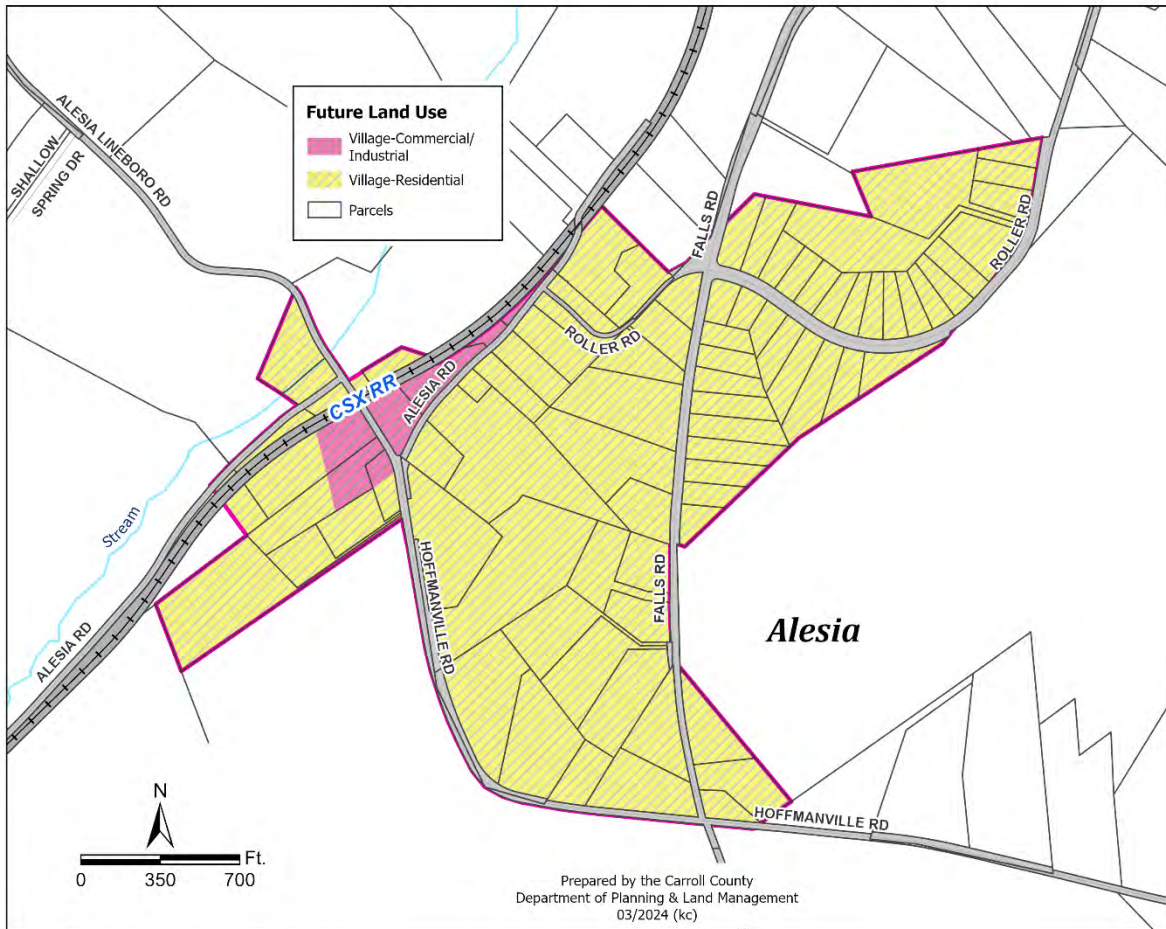 Future Land Use
Village-Commercial/
Industrial
Village-Residential
Parcels
ALESIA LINEBORO RD
SHALLOW
SPRING DR
FALLS RD
ROLLER RD
ROLLER RD
CSX RR
ALESIA RD
Stream
HOFFMANVILLE RD
FALLS RD
Alesia
ALESIA RD
HOFFMANVILLE RD
N
Ft.
0 350 700
Prepared by the Carroll County
Department of Planning & Land Management
03/2024 (kc)